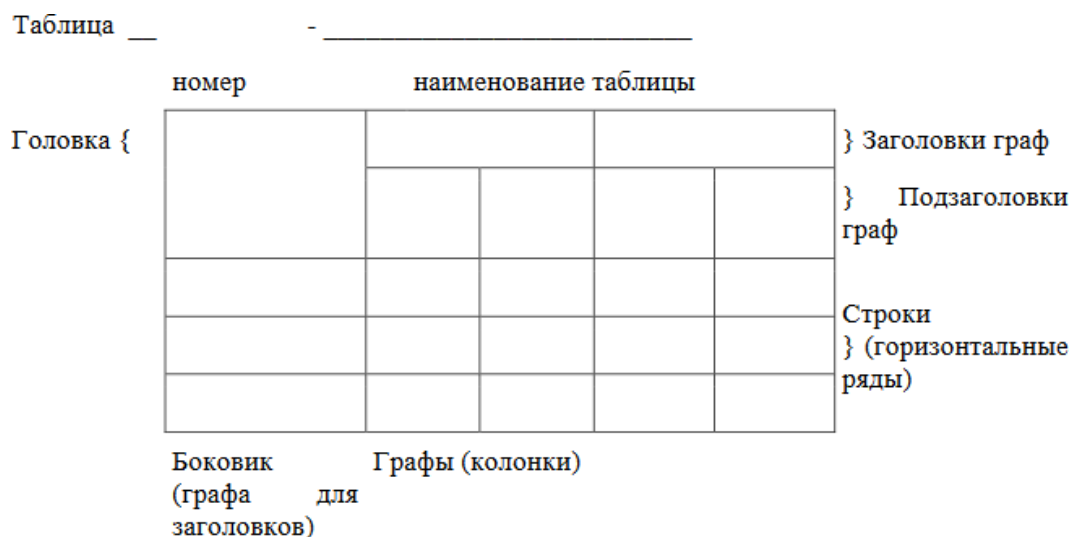 Таблица __ - __________________________
номер наименование таблицы
Головка { } Заголовки граф
} Подзаголовки
граф
Строки
} (горизонтальные
ряды)
Боковик Графы (колонки)
(графа для
заголовков)